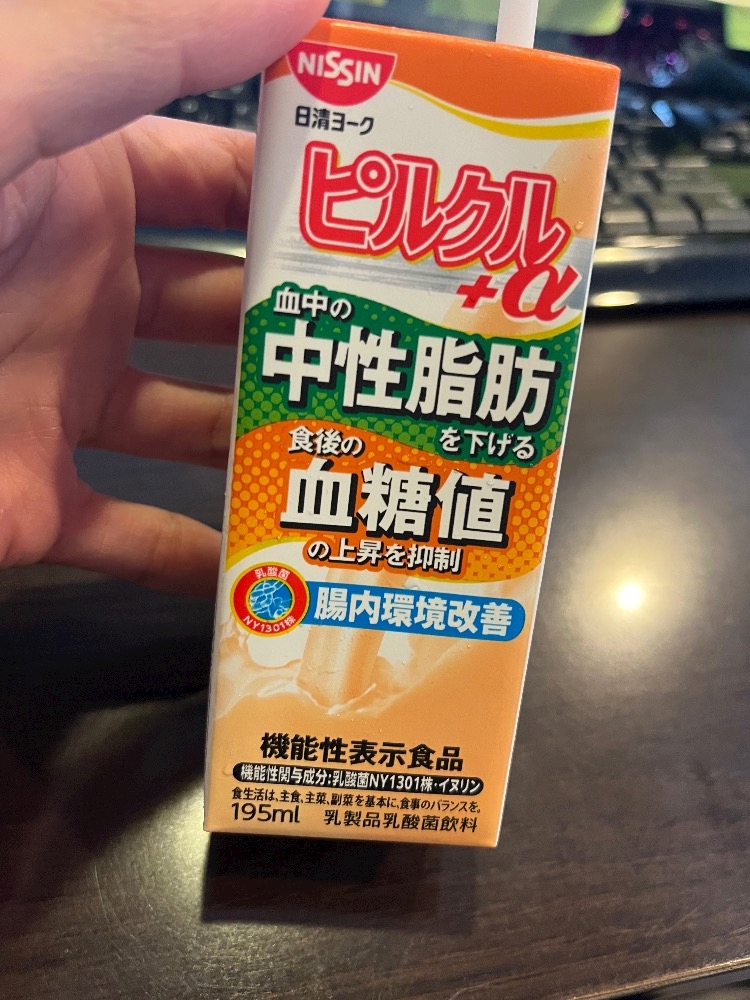 NISSIN
日清ヨーク
ピルクル
+α
血中の
中性脂肪
を下げる
食後の
血糖値
の上昇を抑制
乳酸菌
NY1301株
腸内環境改善
機能性表示食品
機能性関与成分:乳酸菌NY1301株・イヌリン
食生活は、主食、主菜、副菜を基本に、食事のバランスを。
195ml 乳製品乳酸菌飲料